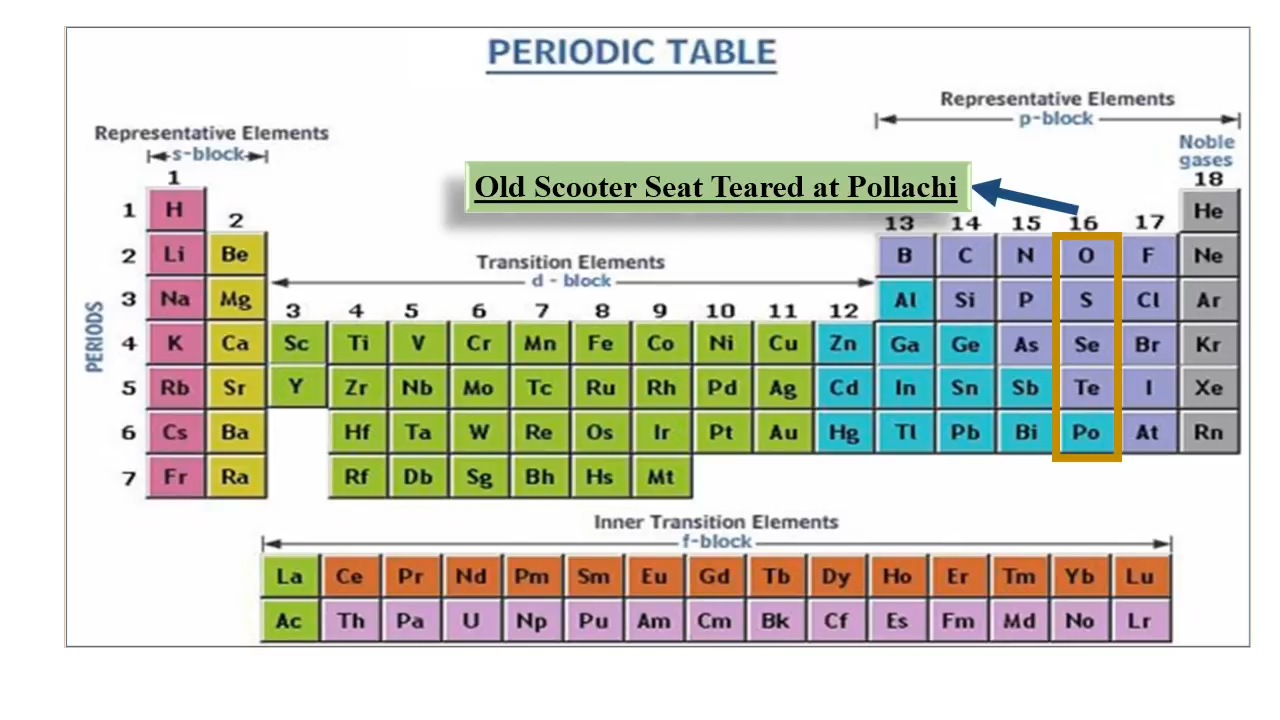 PERIODIC TABLE
Representative Elements
p-block
Representative Elements
s-block
Noble
gases
1 18
Old Scooter Seat Teared at Pollachi
1 H He
2 13 14 15 16 17
2 Li Be B C N O F Ne
Transition Elements
d - block
3 Na Mg Al Si P S Cl Ar
3 4 5 6 7 8 9 10 11 12
PERIODS
4 K Ca Sc Ti V Cr Mn Fe Co Ni Cu Zn Ga Ge As Se Br Kr
5 Rb Sr Y Zr Nb Mo Tc Ru Rh Pd Ag Cd In Sn Sb Te I Xe
6 Cs Ba Hf Ta W Re Os Ir Pt Au Hg Tl Pb Bi Po At Rn
7 Fr Ra Rf Db Sg Bh Hs Mt
Inner Transition Elements
f-block
La Ce Pr Nd Pm Sm Eu Gd Tb Dy Ho Er Tm Yb Lu
Ac Th Pa U Np Pu Am Cm Bk Cf Es Fm Md No Lr